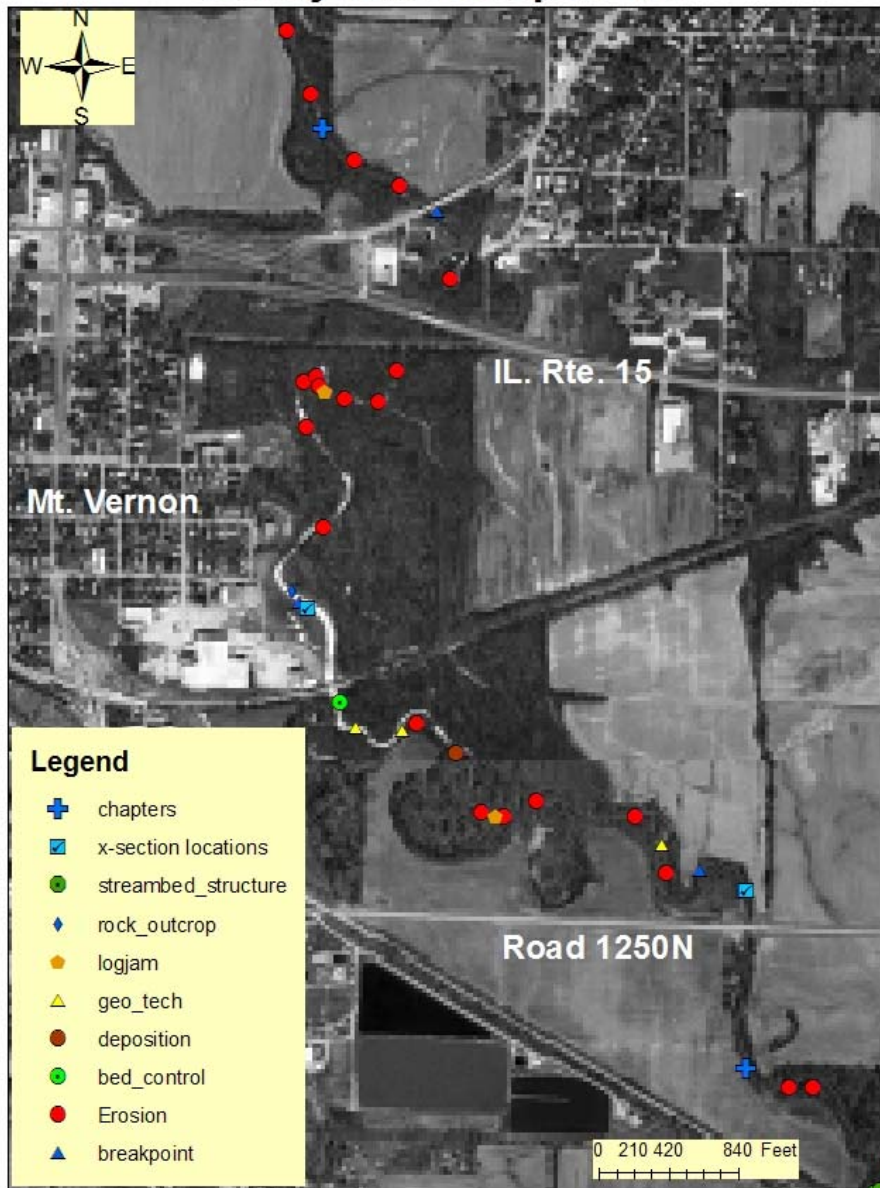 N
W E
S
IL. Rte. 15
Mt. Vernon
Legend
chapters
x-section locations
streambed_structure
rock_outcrop
logjam
geo_tech
deposition
bed_control
Erosion
breakpoint
Road 1250N
0 210 420 840 Feet